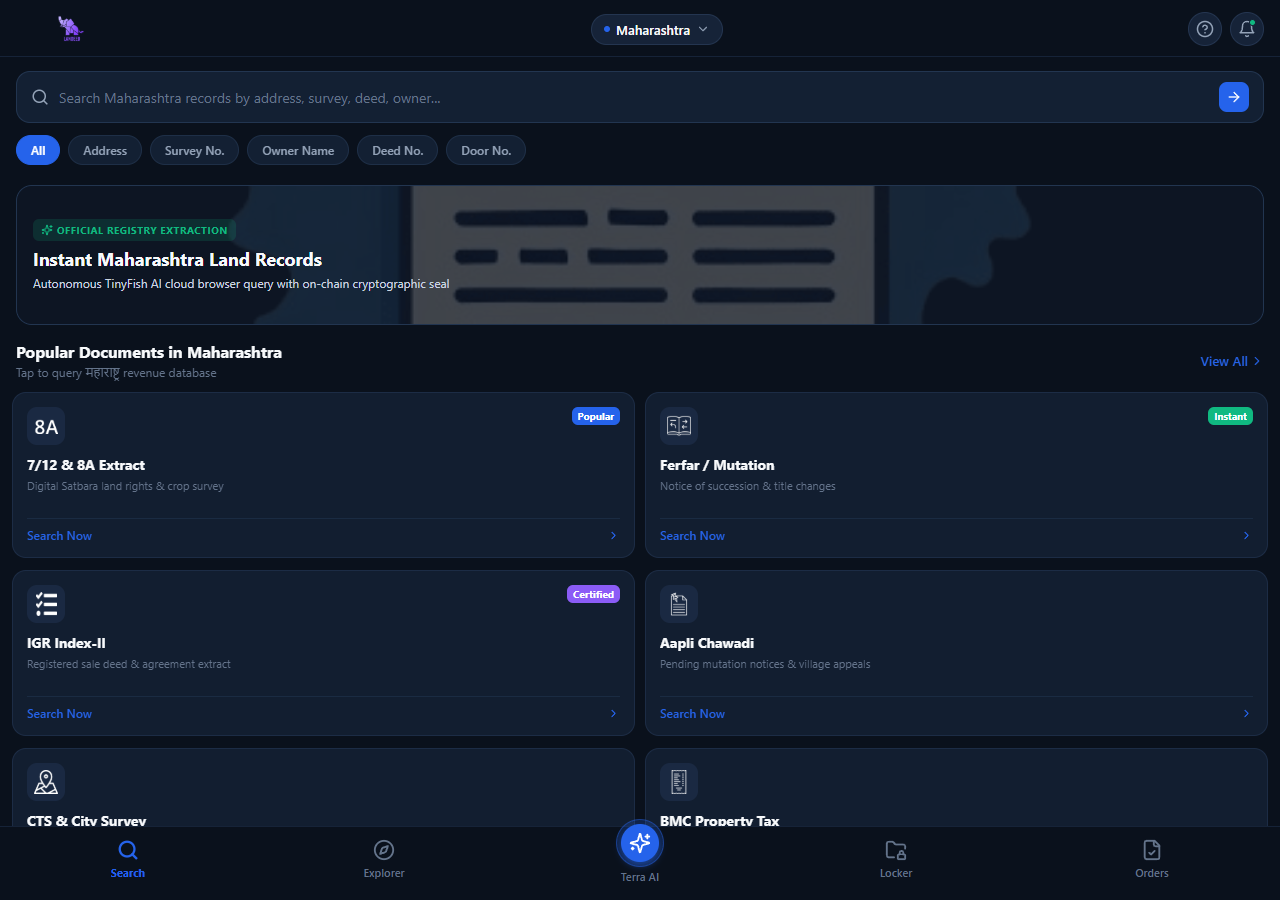 Maharashtra
Search Maharashtra records by address, survey, deed, owner...
All
Address
Survey No.
Owner Name
Deed No.
Door No.
OFFICIAL REGISTRY EXTRACTION
Instant Maharashtra Land Records
Autonomous TinyFish AI cloud browser query with on-chain cryptographic seal
Popular Documents in Maharashtra
Tap to query महाराष्ट्र revenue database
View All
8A
Popular
7/12 & 8A Extract
Digital Satbara land rights & crop survey
Search Now
Instant
Ferfar / Mutation
Notice of succession & title changes
Search Now
Certified
IGR Index-II
Registered sale deed & agreement extract
Search Now
Aapli Chawadi
Pending mutation notices & village appeals
Search Now
CTS & City Survey
BMC Property Tax
Search
Explorer
Terra AI
Locker
Orders